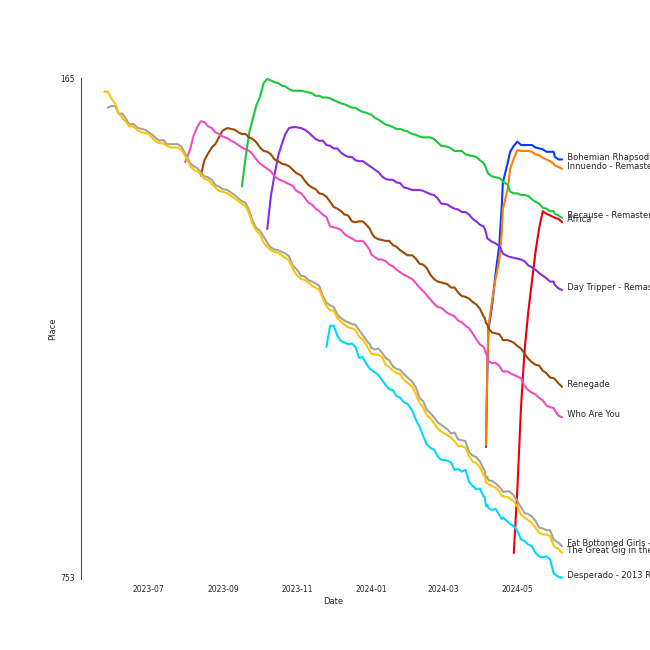 165
Bohemian Rhapsody
Innuendo - Remaste
Because - Remaster
Africa
Day Tripper - Remas
Place
Renegade
Who Are You
Fat Bottomed Girls -
The Great Gig in the
Desperado - 2013 R
753
2023-07
2023-09
2023-11
2024-01
2024-03
2024-05
Date